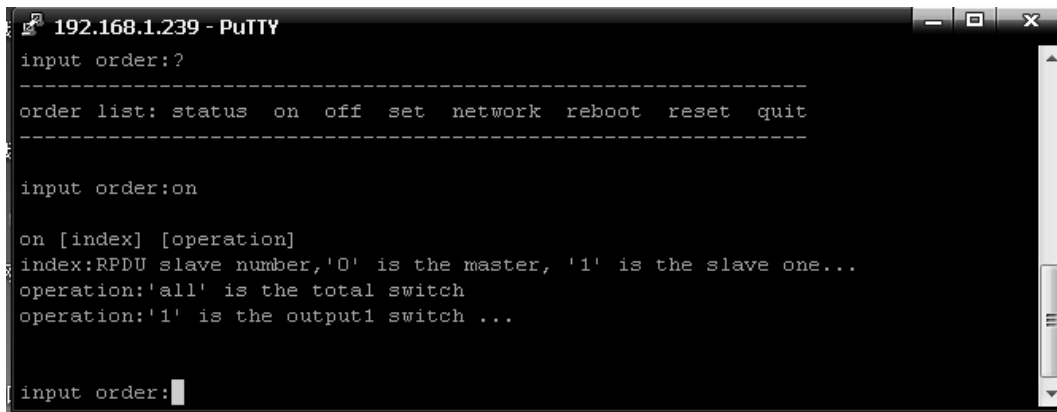 192.168.1.239 - PuTTY
input order:?
--------------------------------------------------------------
order list: status  on  off  set  network  reboot  reset  quit
--------------------------------------------------------------
input order:on
on [index] [operation]
index:RPDU slave number,'0' is the master, '1' is the slave one...
operation:'all' is the total switch
operation:'1' is the output1 switch ...
input order: